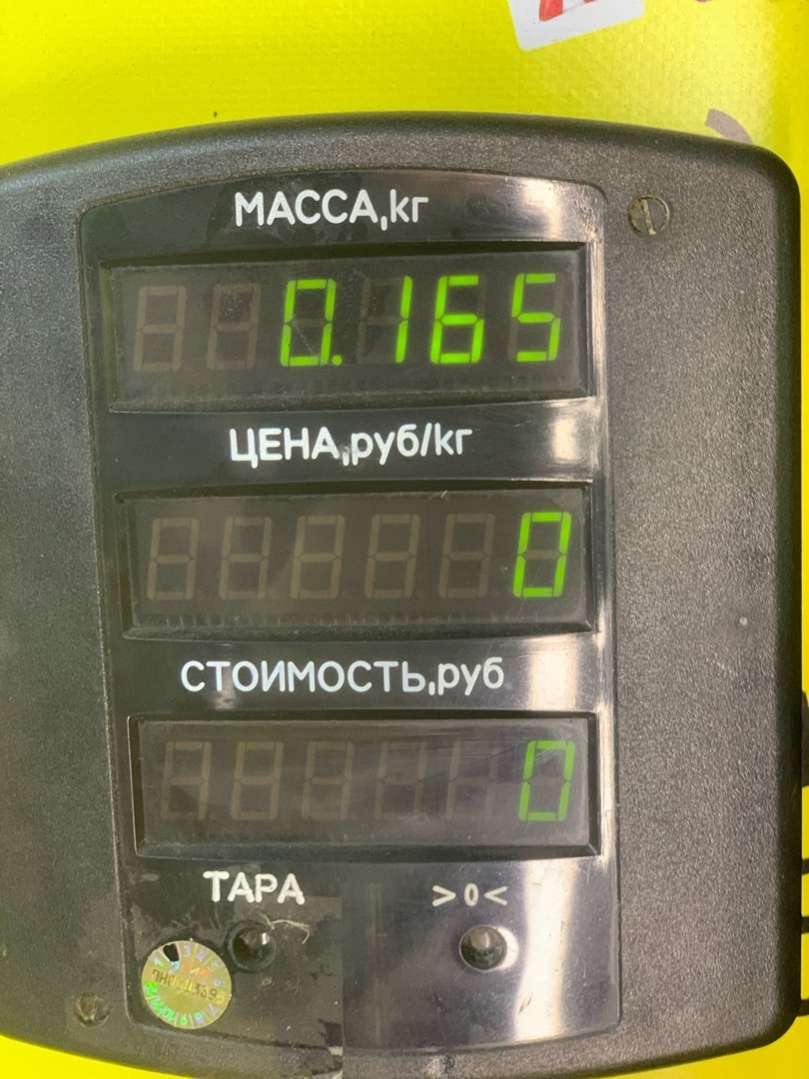 МАССА,кг
0.165
ЦЕНА,руб/кг
0
СТОИМОСТЬ,руб
0
ТАРА >0<